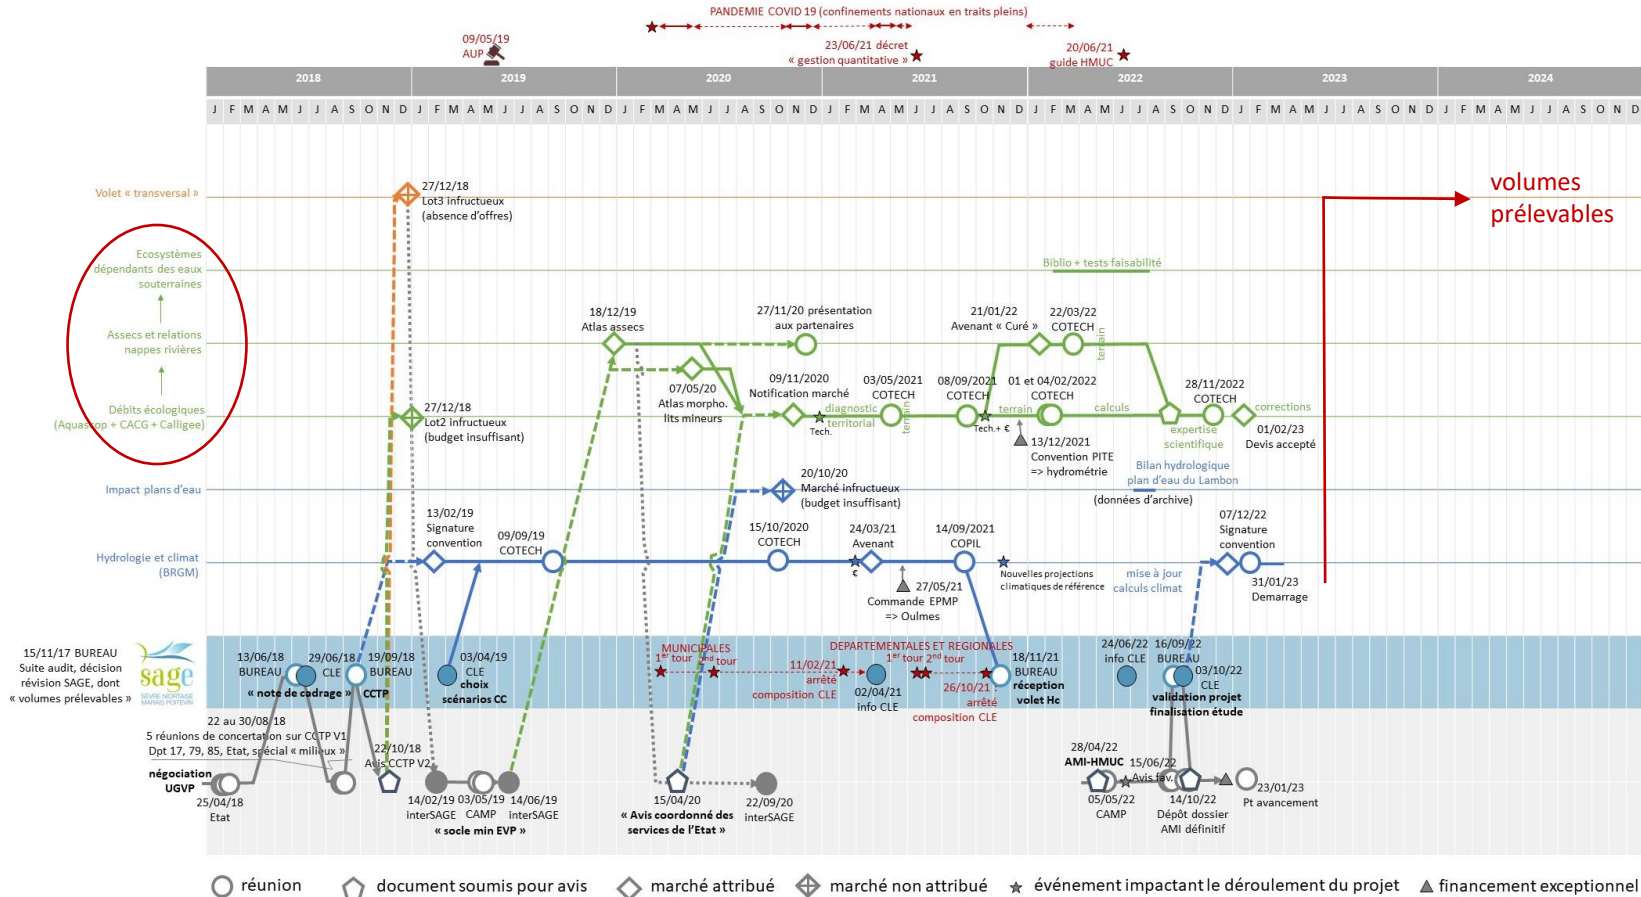 PANDEMIE COVID 19 (confinements nationaux en traits pleins)
09/05/19
AUP
23/06/21 décret
« gestion quantitative »
20/06/21
guide HMUC
2018
2019
2020
2021
2022
2023
2024
J F M A M J J A S O N D J F M A M J J A S O N D J F M A M J J A S O N D J F M A M J J A S O N D J F M A M J J A S O N D J F M A M J J A S O N D J F M A M J J A S O N D
Volet « transversal »
27/12/18
Lot3 infructueux
(absence d'offres)
volumes
prélevables
Ecosystèmes
dépendants des eaux
souterraines
Biblio + tests faisabilité
Assecs et relations
nappes rivières
18/12/19
Atlas assecs
27/11/20 présentation
aux partenaires
21/01/22
Avenant « Curé »
22/03/22
COTECH
terrain
07/05/20
Atlas morpho.
lits mineurs
Débits écologiques
(Aquascop + CACG + Calligee)
27/12/18
Lot2 infructueux
(budget insuffisant)
09/11/2020
Notification marché
Tech.
diagnostic
territorial
03/05/2021
COTECH
terrain
08/09/2021
COTECH
Tech.+ €
terrain
01 et 04/02/2022
COTECH
calculs
expertise
scientifique
28/11/2022
COTECH
corrections
01/02/23
Devis accepté
13/12/2021
Convention PITE
=> hydrométrie
Impact plans d'eau
20/10/20
Marché infructueux
(budget insuffisant)
Bilan hydrologique
plan d'eau du Lambon
(données d'archive)
Hydrologie et climat
(BRGM)
13/02/19
Signature
convention
09/09/19
COTECH
15/10/2020
COTECH
€
24/03/21
Avenant
27/05/21
Commande EPMP
=> Oulmes
14/09/2021
COPIL
Nouvelles projections
climatiques de référence
mise à jour
calculs climat
07/12/22
Signature
convention
31/01/23
Demarrage
15/11/17 BUREAU
Suite audit, décision
révision SAGE, dont
« volumes prélevables »
sage
SÈVRE NIORTAISE
MARAIS POITEVIN
13/06/18
BUREAU
29/06/18
CLE
« note de cadrage »
19/09/18
BUREAU
CCTP
03/04/19
CLE
choix
scénarios CC
MUNICIPALES
1er tour
2nd tour
11/02/21
arrêté
composition CLE
DEPARTEMENTALES ET REGIONALES
1er tour 2nd tour
02/04/21
info CLE
26/10/21 :
arrêté
composition CLE
18/11/21
BUREAU
réception
volet Hc
24/06/22
info CLE
16/09/22
BUREAU
03/10/22
CLE
validation projet
finalisation étude
22 au 30/08/18
5 réunions de concertation sur CCTP V1
Dpt 17, 79, 85, Etat, spécial « milieux »
négociation
UGVP
25/04/18
Etat
22/10/18
Avis CCTP V2
14/02/19
interSAGE
03/05/19
CAMP
14/06/19
interSAGE
« socle min EVP »
15/04/20
« Avis coordonné des
services de l'Etat »
22/09/20
interSAGE
28/04/22
AMI-HMUC
05/05/22
CAMP
15/06/22
Avis fav.
14/10/22
Dépôt dossier
AMI définitif
23/01/23
Pt avancement
réunion
document soumis pour avis
marché attribué
marché non attribué
événement impactant le déroulement du projet
financement exceptionnel